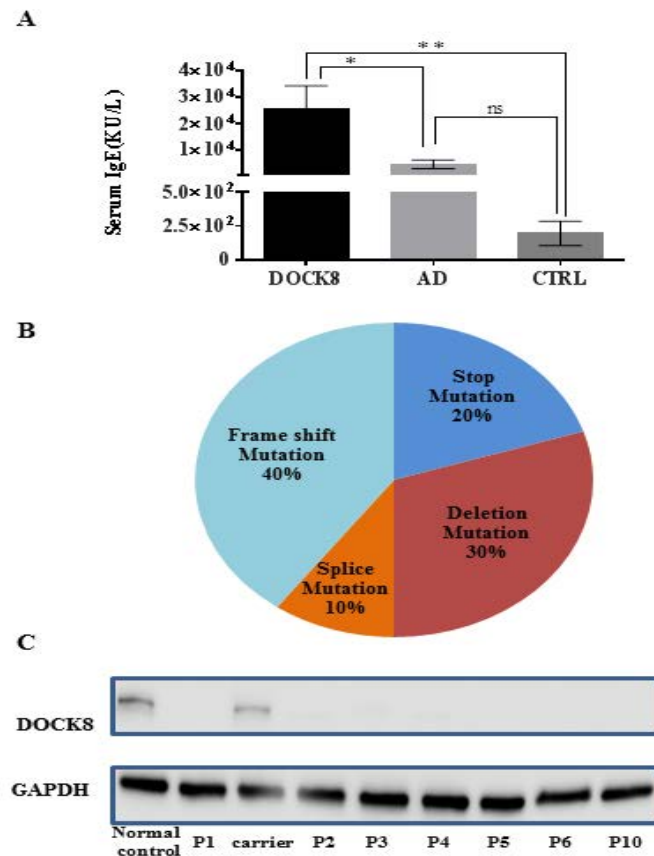 A
Serum IgE(KU/L)
4×10⁴
3×10⁴
2×10⁴
1×10⁴
5.0×10²
2.5×10²
0
* *
*
ns
DOCK8 AD CTRL
B
Stop
Mutation
20%
Frame shift
Mutation
40%
Deletion
Mutation
30%
Splice
Mutation
10%
C
DOCK8
GAPDH
Normal
control P1 carrier P2 P3 P4 P5 P6 P10